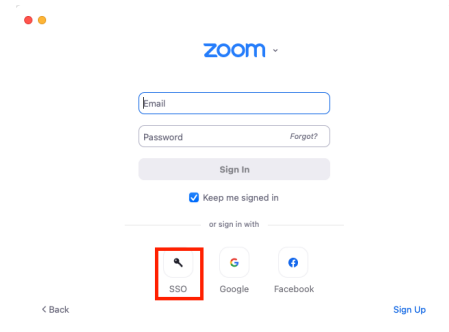 zoom
Email
Password Forgot?
Sign In
Keep me signed in
or sign in with
SSO Google Facebook
< Back Sign Up